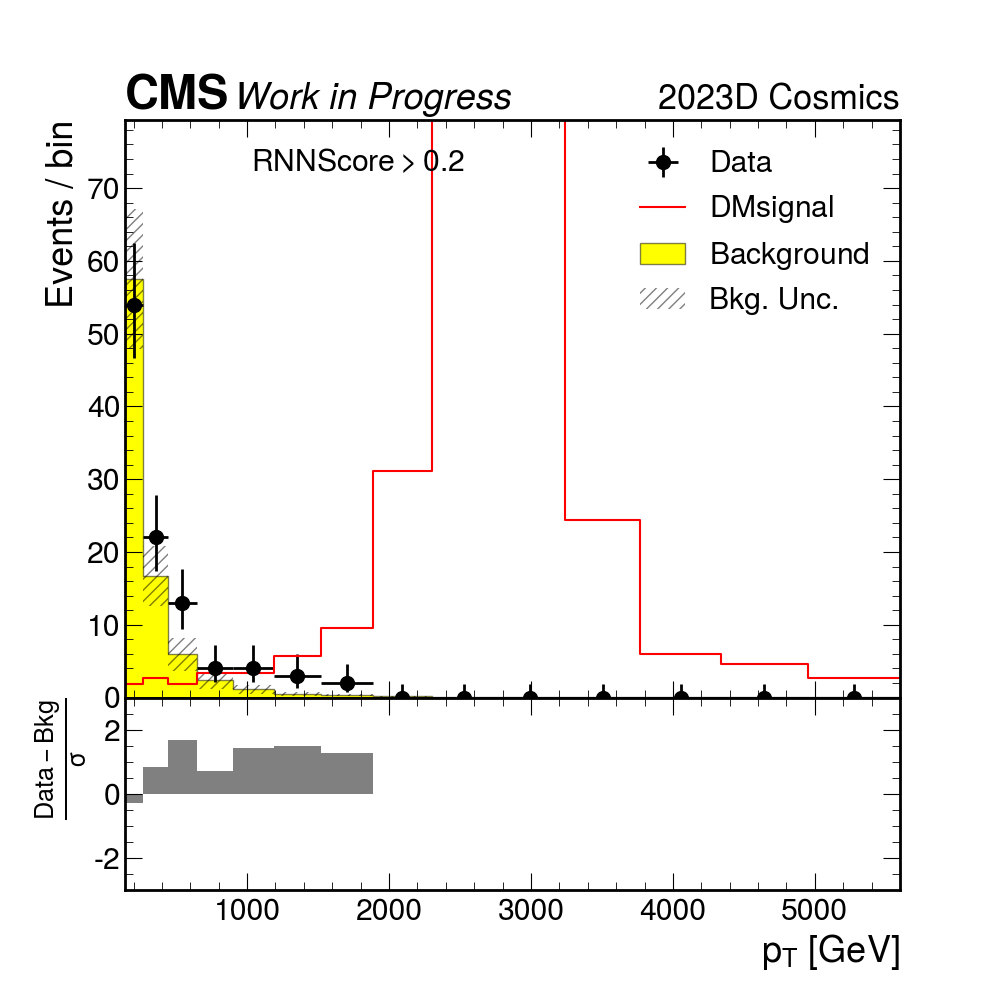 CMS Work in Progress 2023D Cosmics
Events / bin
RNNScore > 0.2
Data
DMsignal
Background
Bkg. Unc.
70
60
50
40
30
20
10
0
Data – Bkg
σ
2
0
-2
1000 2000 3000 4000 5000
pT [GeV]